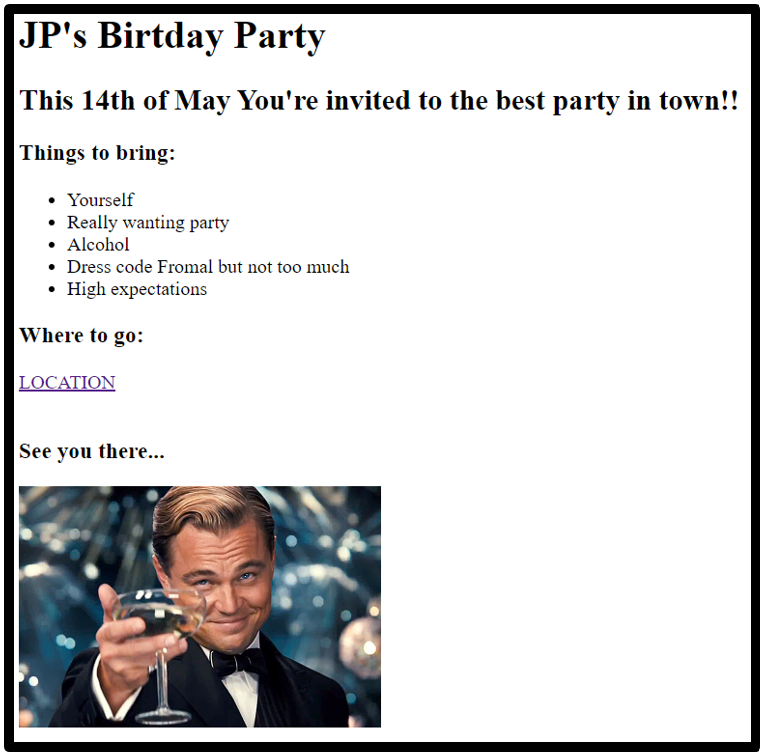 JP's Birtday Party
This 14th of May You're invited to the best party in town!!
Things to bring:
Yourself
Really wanting party
Alcohol
Dress code Fromal but not too much
High expectations
Where to go:
LOCATION
See you there...